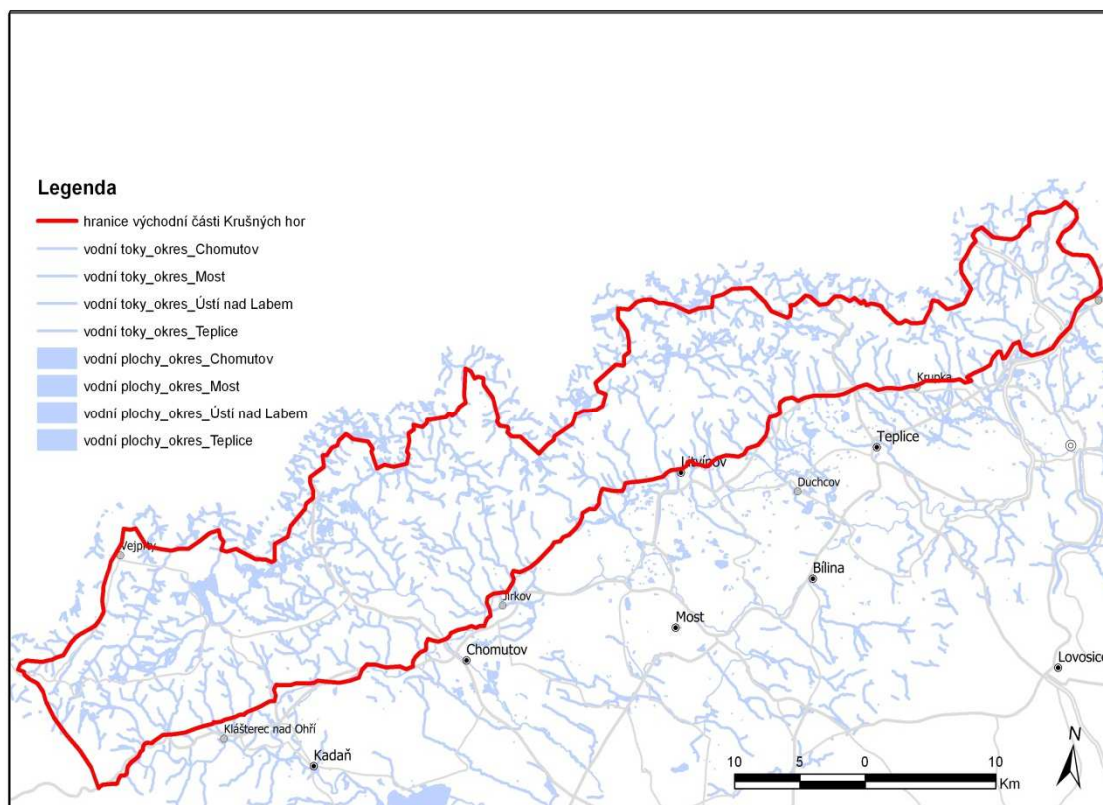 Legenda
hranice východní části Krušných hor
vodní toky_okres_Chomutov
vodní toky_okres_Most
vodní toky_okres_Ústí nad Labem
vodní toky_okres_Teplice
vodní plochy_okres_Chomutov
vodní plochy_okres_Most
vodní plochy_okres_Ústí nad Labem
vodní plochy_okres_Teplice
Krupka
Teplice
Litvínov
Duchcov
Vejprty
Bílina
Jirkov
Most
Chomutov
Lovosice
Klášterec nad Ohří
Kadaň
N
10 5 0 10
Km